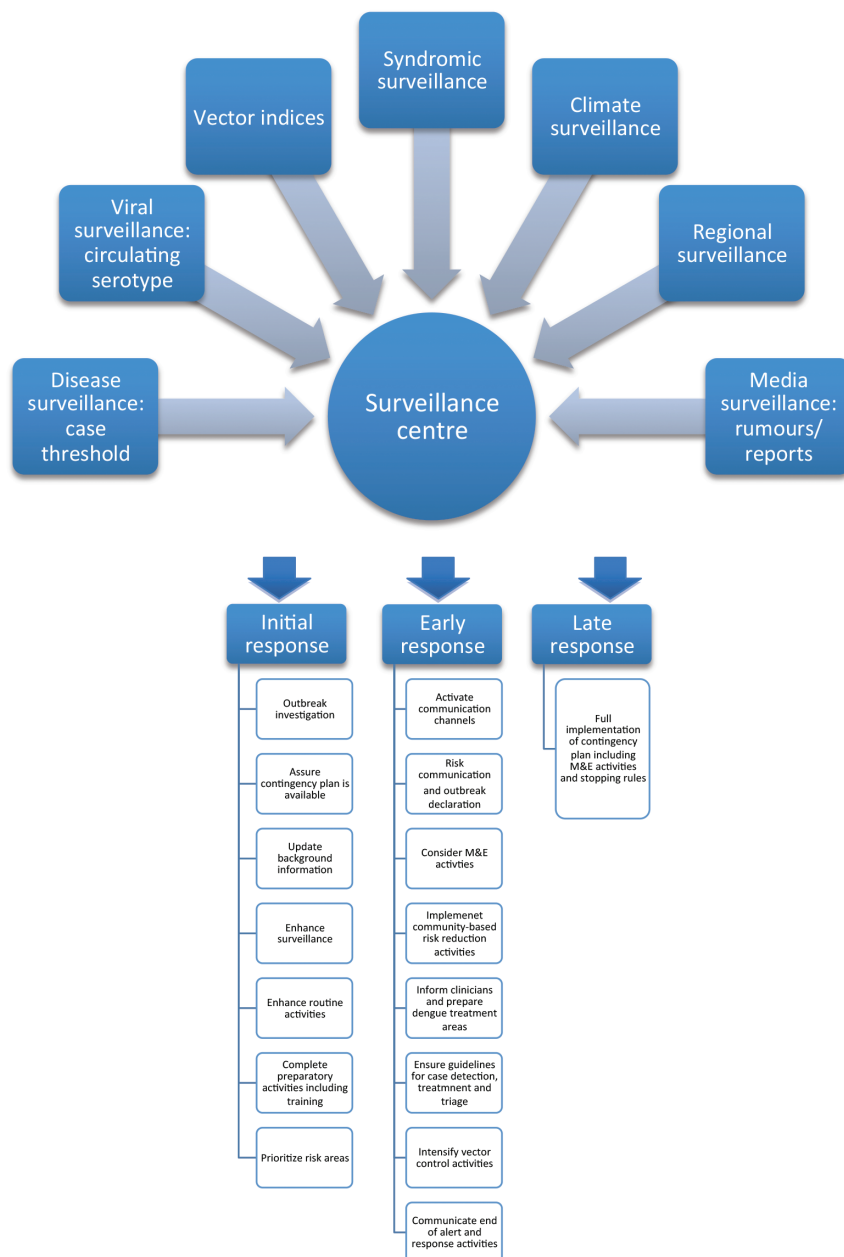 Syndromic
surveillance
Vector indices
Climate
surveillance
Viral
surveillance:
circulating
serotype
Regional
surveillance
Disease
surveillance:
case
threshold
Surveillance
centre
Media
surveillance:
rumours/
reports
Initial
response
Outbreak
investigation
Assure
contingency plan is
available
Update
background
information
Enhance
surveillance
Enhance routine
activities
Complete
preparatory
activities including
training
Prioritize risk areas
Early
response
Activate
communication
channels
Risk
communication
and outbreak
declaration
Consider M&E
activties
Implemenet
community-based
risk reduction
activities
Inform clinicians
and prepare
dengue treatment
areas
Ensure guidelines
for case detection,
treatmnent and
triage
Intensify vector
control activities
Communicate end
of alert and
response activities
Late
response
Full
implementation
of contingency
plan including
M&E activities
and stopping rules